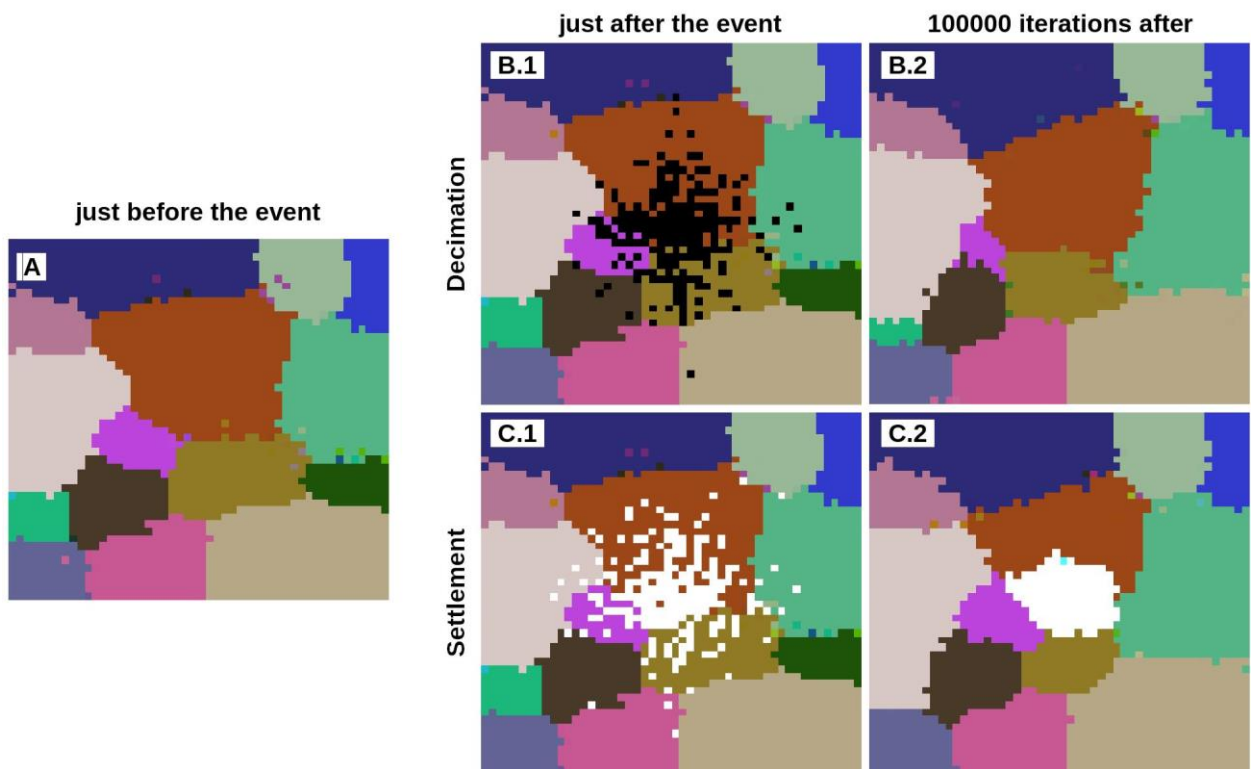 just after the event
100000 iterations after
B.1
B.2
Decimation
just before the event
A
C.1
C.2
Settlement